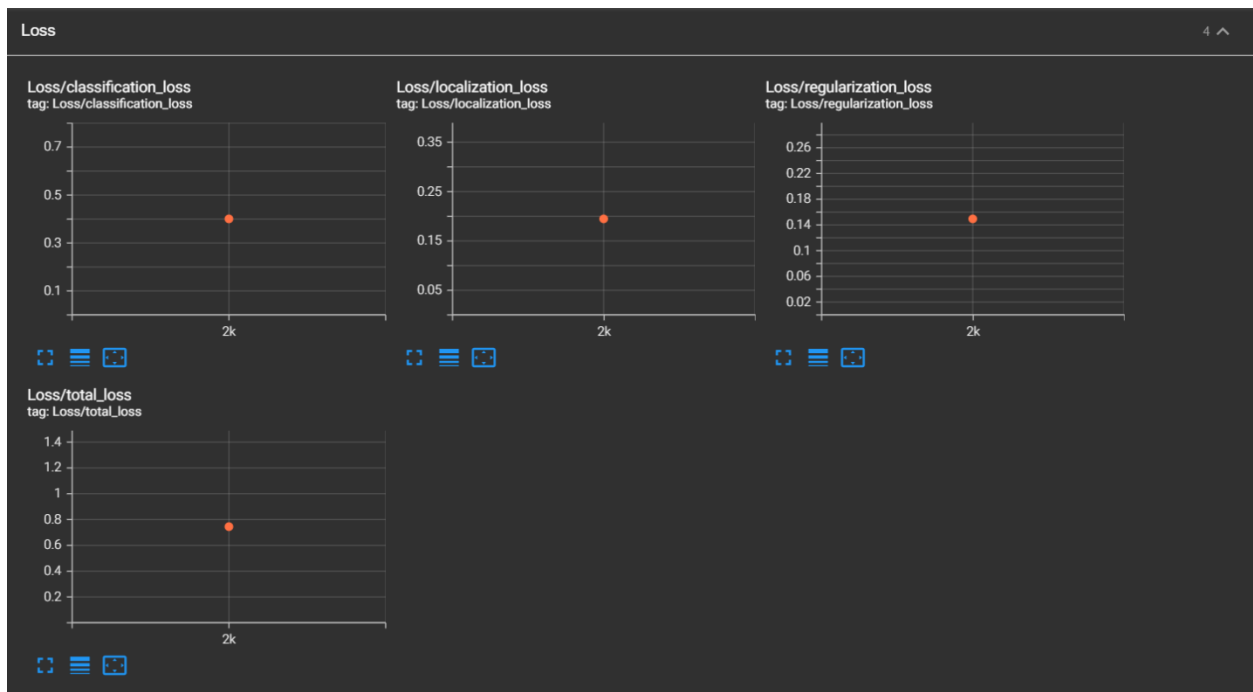 Loss
4
Loss/classification_loss
tag: Loss/classification_loss
0.7
0.5
0.3
0.1
2k
Loss/localization_loss
tag: Loss/localization_loss
0.35
0.25
0.15
0.05
2k
Loss/regularization_loss
tag: Loss/regularization_loss
0.26
0.22
0.18
0.14
0.1
0.06
0.02
2k
Loss/total_loss
tag: Loss/total_loss
1.4
1.2
1
0.8
0.6
0.4
0.2
2k